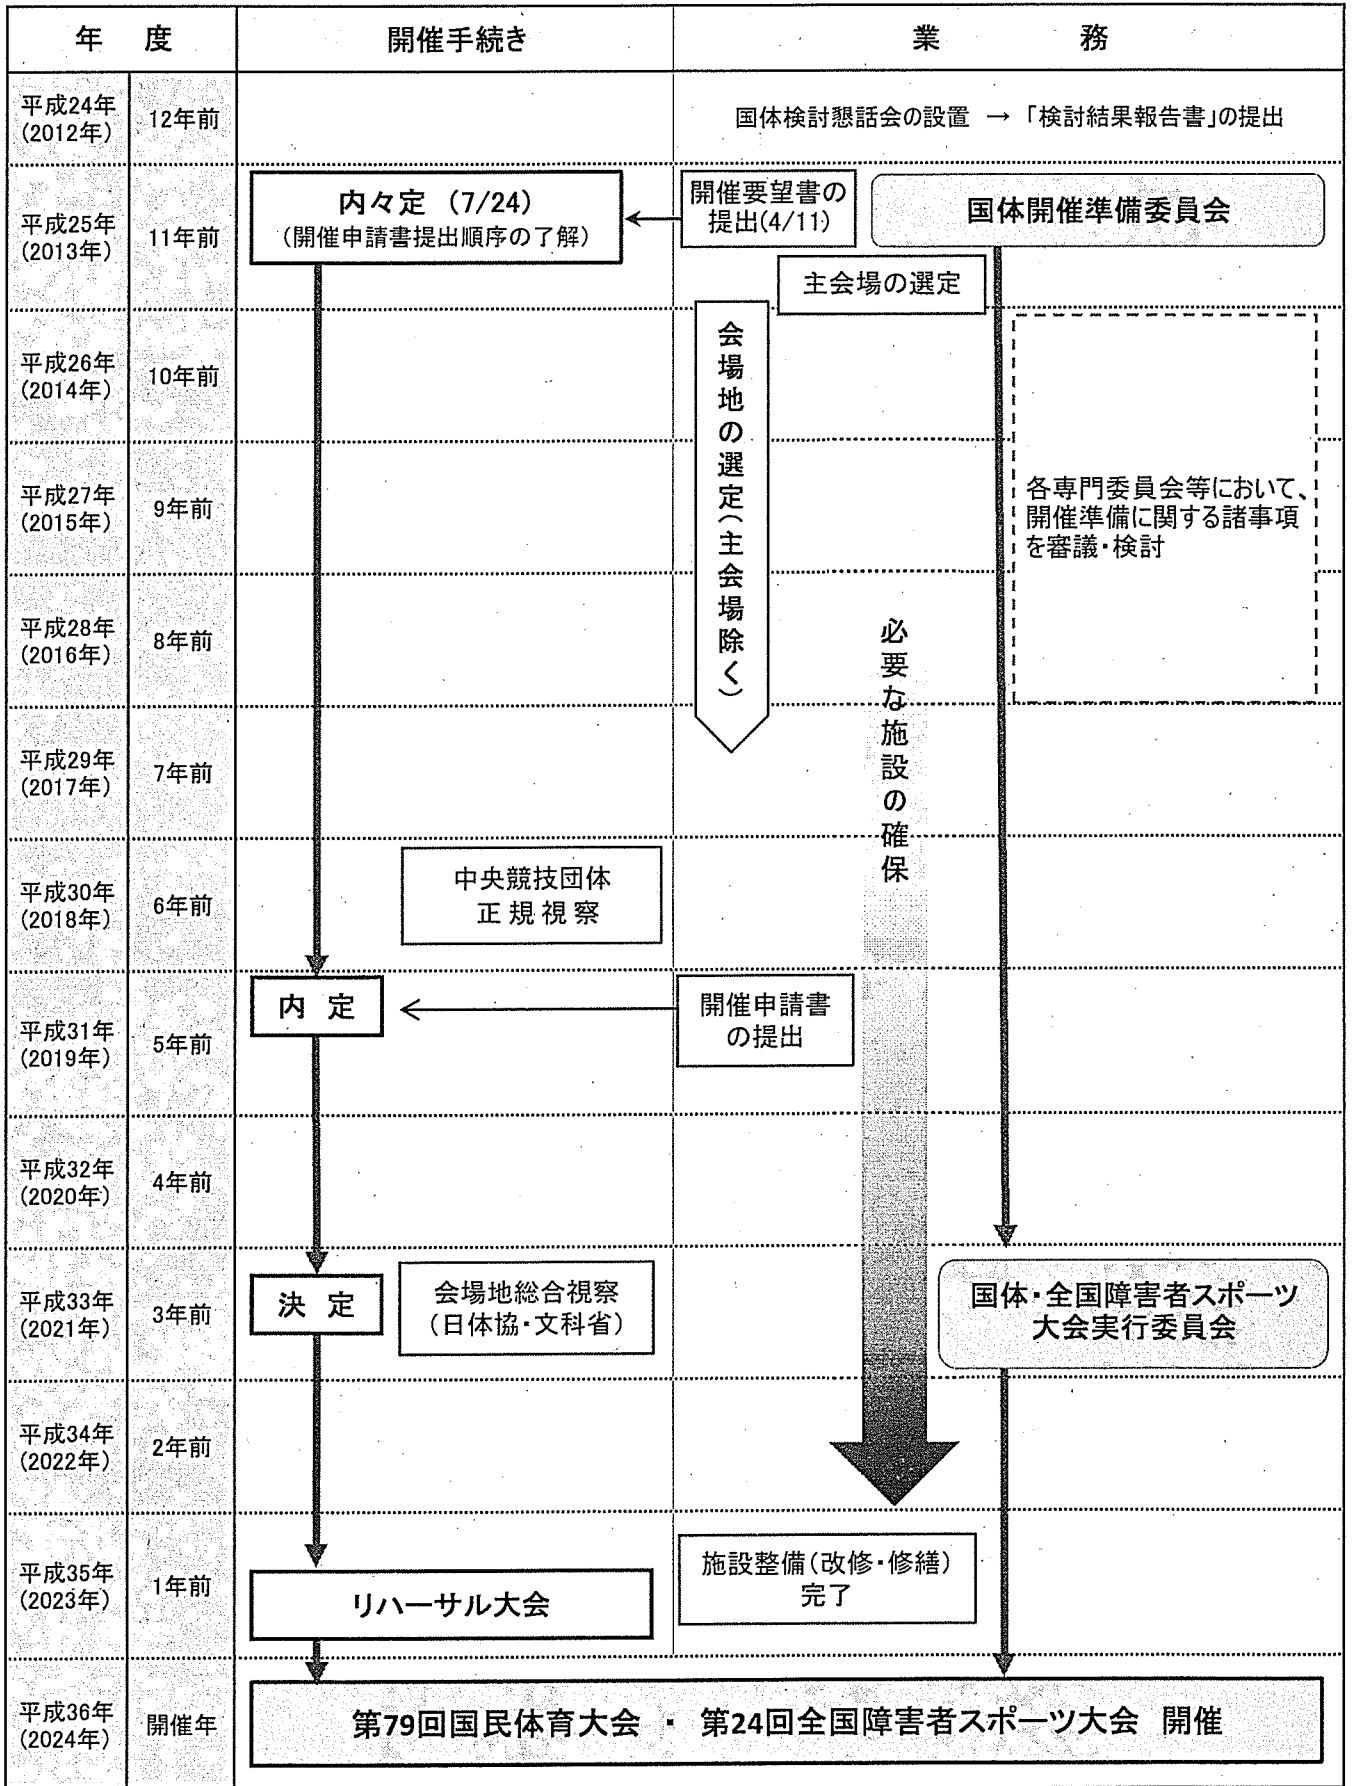 年 度
開催手続き
業 務
平成24年
(2012年)
12年前
国体検討懇話会の設置 → 「検討結果報告書」の提出
平成25年
(2013年)
11年前
内々定 (7/24)
(開催申請書提出順序の了解)
開催要望書の
提出(4/11)
国体開催準備委員会
主会場の選定
会場地の選定(主会場除く)
平成26年
(2014年)
10年前
平成27年
(2015年)
9年前
各専門委員会等において、
開催準備に関する諸事項
を審議・検討
平成28年
(2016年)
8年前
必要な施設の確保
平成29年
(2017年)
7年前
平成30年
(2018年)
6年前
中央競技団体
正規視察
平成31年
(2019年)
5年前
内 定
開催申請書
の提出
平成32年
(2020年)
4年前
平成33年
(2021年)
3年前
決 定
会場地総合視察
(日体協・文科省)
国体・全国障害者スポーツ
大会実行委員会
平成34年
(2022年)
2年前
平成35年
(2023年)
1年前
リハーサル大会
施設整備(改修・修繕)
完了
平成36年
(2024年)
開催年
第79回国民体育大会 ・ 第24回全国障害者スポーツ大会 開催